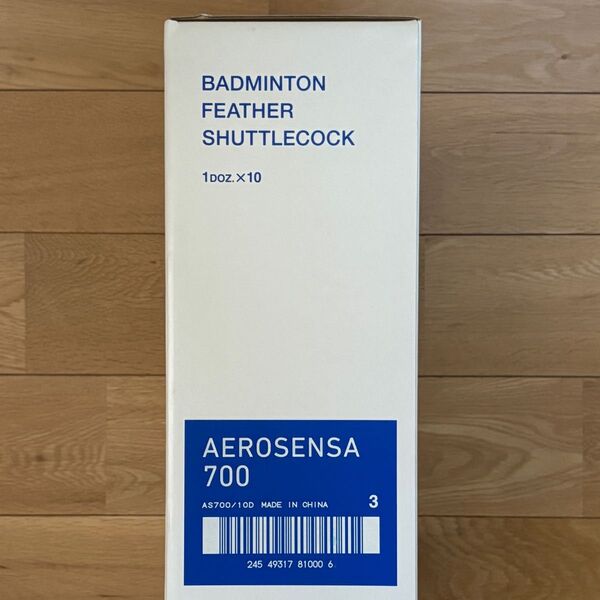 BADMINTON
FEATHER
SHUTTLECOCK
1DOZ.×10
AEROSENSA
700
AS700/10D MADE IN CHINA 3
245 49317 81000 6